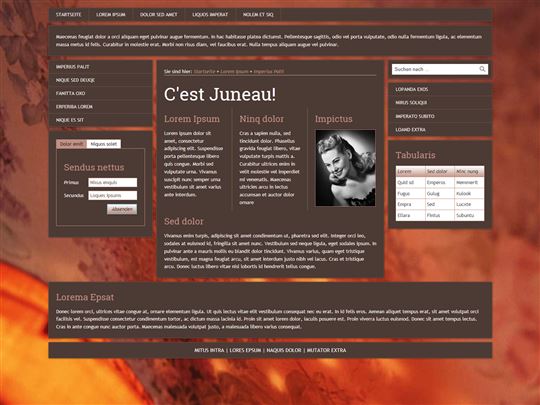 STARTSEITE LOREM IPSUM DOLOR SED AMET LIQUOS IMPERAT NOLEM ET SIQ
Maecenas feugiat dolor a orci aliquam eget pulvinar augue fermentum. In hac habitasse platea dictumst. Pellentesque sagittis, odio vel porta vulputate, odio nulla fermentum ligula, ac elementum
massa metus id felis. Curabitur in molestie erat. Morbi non risus diam, vel faucibus erat. Nulla tempus aliquam augue vel pulvinar.
IMPERIUS PALIT
NIQUE SED DEUQE
FAMITTA OXO
ERPERIBA LOREM
NIQUE ES SIT
Dolor emit Niquos solet
Sendus nettus
Primus Nisus eniquis
Secundus Liques ipsums
Absenden
Sie sind hier: Startseite • Lorem Ipsum • Imperius Palit
C'est Juneau!
Lorem Ipsum
Lorem ipsum dolor sit
amet, consectetur
adipiscing elit. Suspendisse
porta pellentesque libero
quis congue. Morbi sed
vulputate urna. Vivamus
suscipit nunc semper urna
vestibulum sit amet varius
ante interdum.
Ninq dolor
Cras a sapien nulla, sed
tincidunt dolor. Phasellus
gravida feugiat libero, vitae
vulputate turpis mattis a.
Curabitur ultrices enim in
velit molestie vel imperdiet
mi venenatis. Maecenas
ultricies arcu in lectus
accumsan et auctor dolor
ornare
Impictus
Sed dolor
Vivamus enim turpis, adipiscing sit amet condimentum ut, pharetra sed elit. Integer orci leo,
sodales at euismod id, fringilla sit amet nunc. Vestibulum sed neque ligula, eget sodales ipsum. In
pulvinar ante a mauris mollis eu blandit dolor tincidunt. Vivamus varius, quam eget tristique
vestibulum, est magna feugiat arcu, sit amet interdum justo nibh vel lacus. Cras et tristique
arcu. Donec luctus libero vitae nisl lobortis id hendrerit tellus congue.
Suchen nach ...
LOPANDA EXOS
NIRUS SOLIQUI
IMPERATO SUBITO
LOAND EXTRA
Tabularis
Lorem Sed dolor Ninc nung
Quid sd Emperus Hemmerit
Fugus Gulug Kulook
Empra Sed Lucste
Ellara Fintus Subuntu
Lorema Epsat
Donec lorem orci, ultrices vitae congue at, ornare elementum ligula. Ut quis lectus vitae elit vestibulum consequat nec eu erat. In id felis eros. Aenean aliquet tempus erat, sit amet volutpat orci
facilisis vel. Suspendisse consectetur condimentum tortor, ac dictum massa lacinia id. Proin sit amet lorem dolor, iaculis posuere est. Proin viverra luctus euismod. Donec sit amet tempus lectus.
Cras in ante congue nunc auctor porta. Maecenas malesuada volutpat justo, a malesuada libero varius consequat.
MITUS INTRA | LORES EPSUM | NAQUIS DOLOR | MUTATOR EXTRA